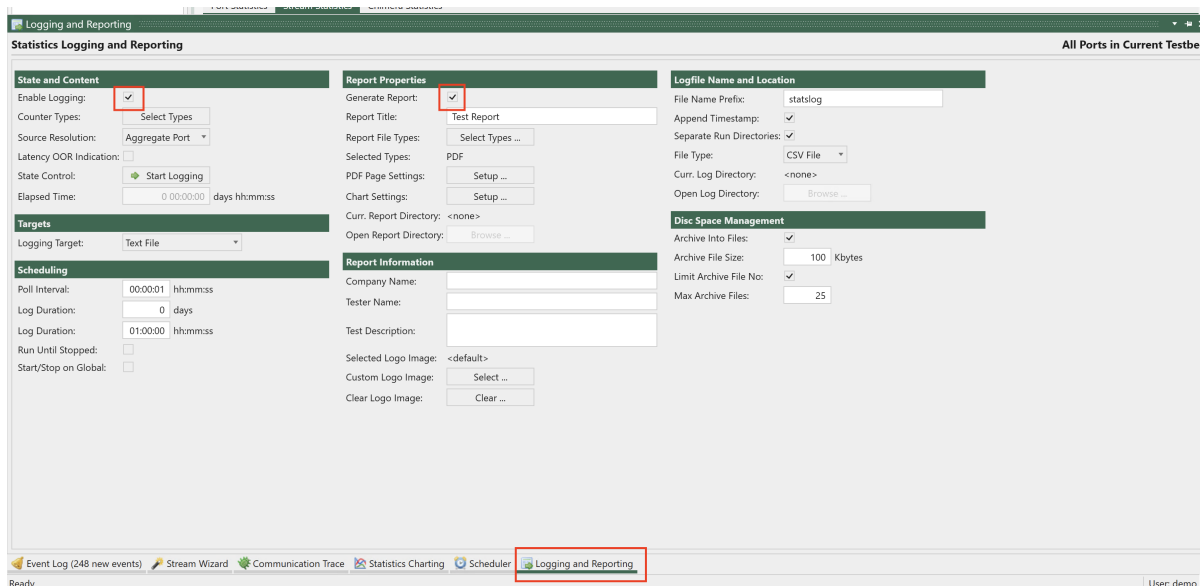 Port Statistics Stream Statistics Chimera Statistics
Logging and Reporting
Statistics Logging and Reporting
All Ports in Current Testbe
State and Content
Enable Logging:
Counter Types: Select Types
Source Resolution: Aggregate Port
Latency OOR Indication:
State Control: Start Logging
Elapsed Time: 0 00:00:00 days hh:mm:ss
Targets
Logging Target: Text File
Scheduling
Poll Interval: 00:00:01 hh:mm:ss
Log Duration: 0 days
Log Duration: 01:00:00 hh:mm:ss
Run Until Stopped:
Start/Stop on Global:
Report Properties
Generate Report:
Report Title: Test Report
Report File Types: Select Types ...
Selected Types: PDF
PDF Page Settings: Setup ...
Chart Settings: Setup ...
Curr. Report Directory: <none>
Open Report Directory: Browse ...
Report Information
Company Name:
Tester Name:
Test Description:
Selected Logo Image: <default>
Custom Logo Image: Select ...
Clear Logo Image: Clear ...
Logfile Name and Location
File Name Prefix: statslog
Append Timestamp:
Separate Run Directories:
File Type: CSV File
Curr. Log Directory: <none>
Open Log Directory: Browse ...
Disc Space Management
Archive Into Files:
Archive File Size: 100 Kbytes
Limit Archive File No:
Max Archive Files: 25
Event Log (248 new events) Stream Wizard Communication Trace Statistics Charting Scheduler Logging and Reporting
Ready
User: demo